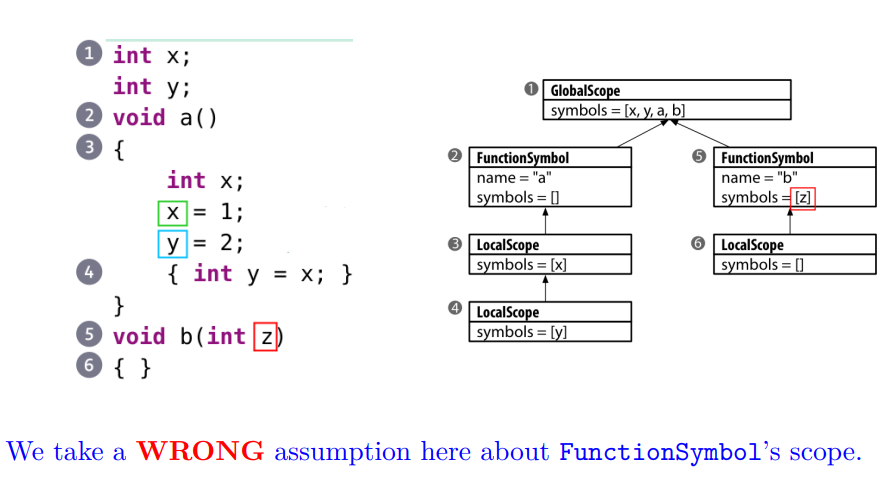 1 int x;
int y;
2 void a()
3 {
int x;
x = 1;
y = 2;
4 { int y = x; }
}
5 void b(int z)
6 { }
1 GlobalScope
symbols = [x, y, a, b]
2 FunctionSymbol
name = "a"
symbols = []
5 FunctionSymbol
name = "b"
symbols = [z]
3 LocalScope
symbols = [x]
6 LocalScope
symbols = []
4 LocalScope
symbols = [y]
We take a WRONG assumption here about FunctionSymbol's scope.